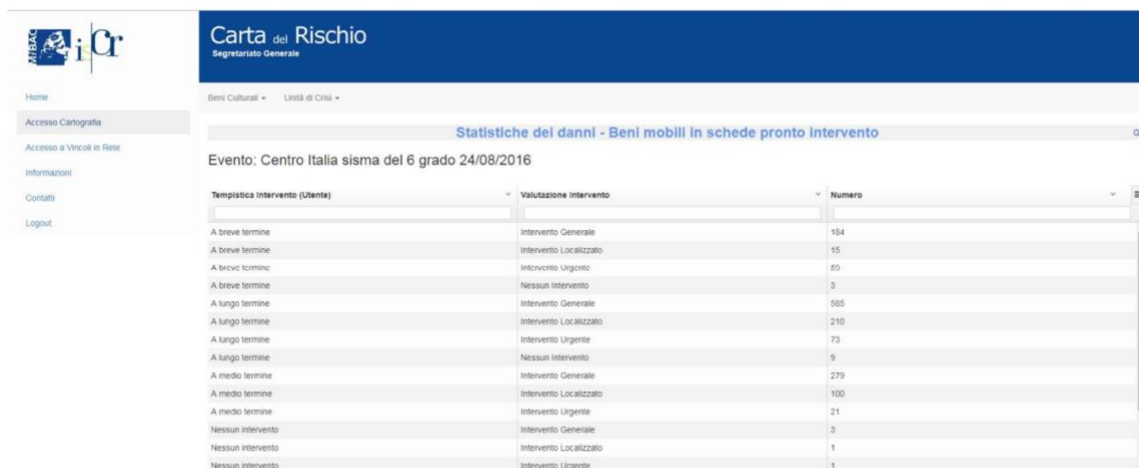 MiBAC isCr
Carta del Rischio
Segretariato Generale
Home
Accesso Cartografia
Accesso a Vincoli in Rete
Informazioni
Contatti
Logout
Beni Culturali Unità di Crisi
Statistiche dei danni - Beni mobili in schede pronto intervento
Evento: Centro Italia sisma del 6 grado 24/08/2016
Tempistica Intervento (Utente) Valutazione Intervento Numero
A breve termine Intervento Generale 184
A breve termine Intervento Localizzato 15
A breve termine Intervento Urgente
A breve termine Nessun Intervento 3
A lungo termine Intervento Generale 585
A lungo termine Intervento Localizzato 210
A lungo termine Intervento Urgente 73
A lungo termine Nessun Intervento 9
A medio termine Intervento Generale 279
A medio termine Intervento Localizzato 100
A medio termine Intervento Urgente 21
Nessun intervento Intervento Generale 3
Nessun intervento Intervento Localizzato 1
Nessun intervento Intervento Urgente 1